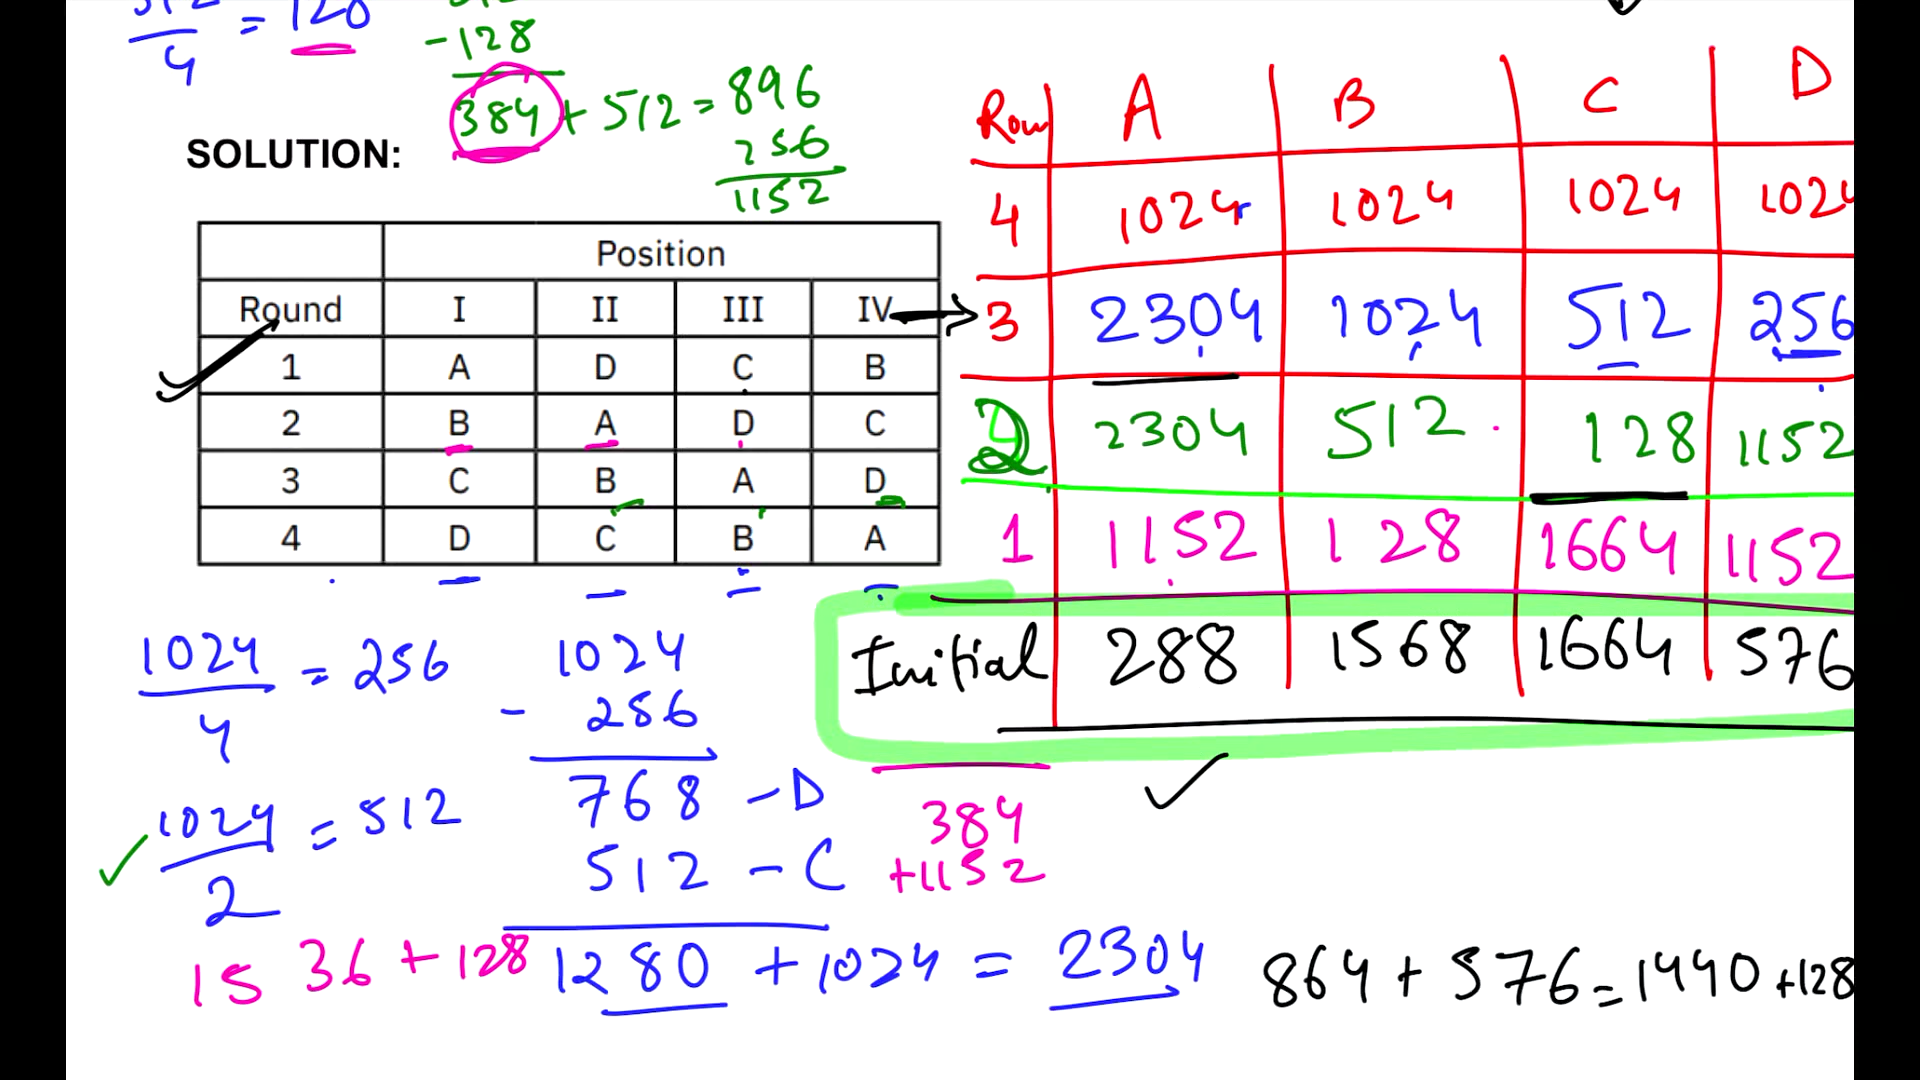 = 128
4
-128
384 + 512 = 896
256
1152
SOLUTION:
Position
Round I II III IV
1 A D C B
2 B A D C
3 C B A D
4 D C B A
Row A B C D
4 1024 1024 1024 1024
3 2304 1024 512 256
2 2304 512 128 1152
1 1152 128 1664 1152
Initial 288 1568 1664 576
1024
4
= 256
1024
- 256
768 - D
512 - C
1280 + 1024 = 2304
1024
2
= 512
384
+1152
1536 + 128
864 + 576 = 1440 + 128